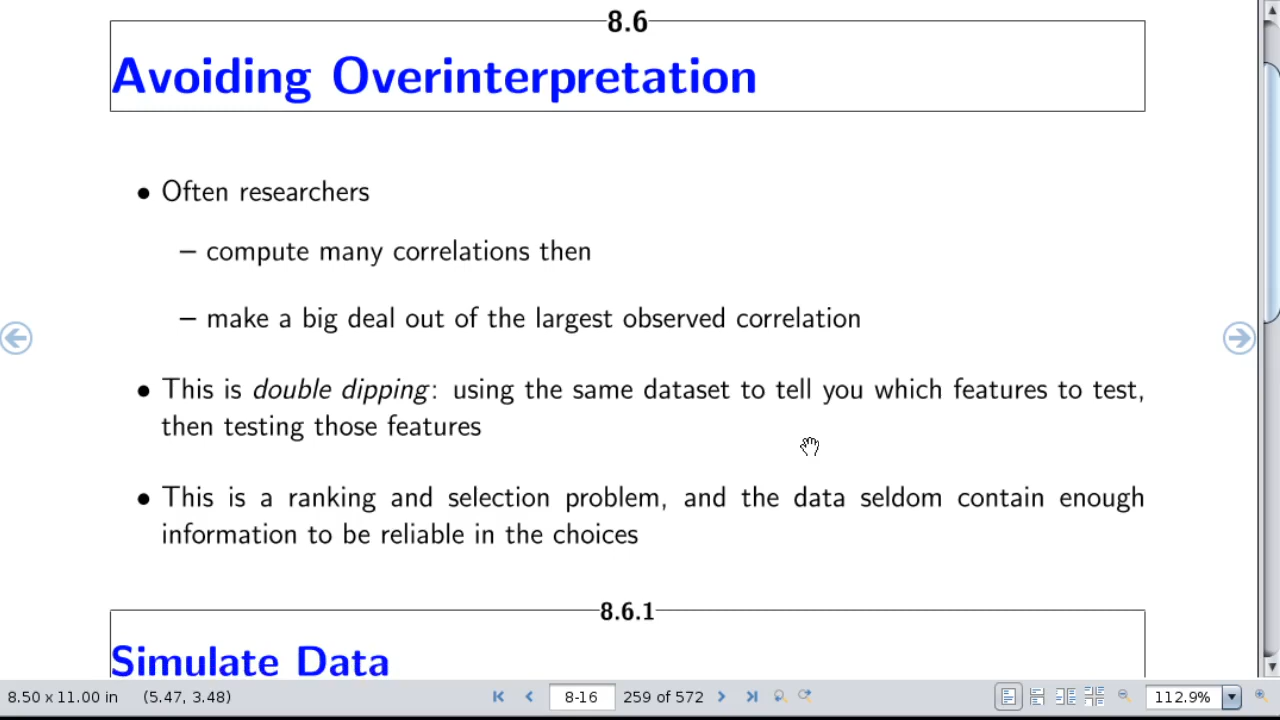 8.6
Avoiding Overinterpretation
• Often researchers
– compute many correlations then
– make a big deal out of the largest observed correlation
• This is double dipping: using the same dataset to tell you which features to test,
then testing those features
• This is a ranking and selection problem, and the data seldom contain enough
information to be reliable in the choices
8.6.1
Simulate Data
8.50 x 11.00 in (5.47, 3.48) 8-16 259 of 572 112.9%